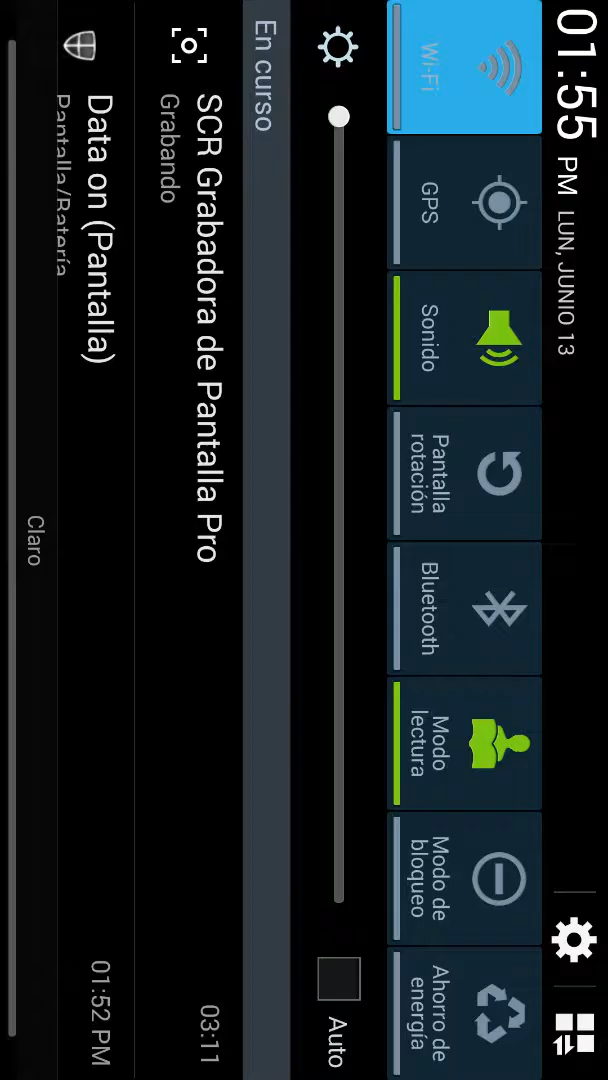 01:55 PM LUN, JUNIO 13
Wi-Fi
GPS
Sonido
Pantalla
rotación
Bluetooth
Modo
lectura
Modo de
bloqueo
Ahorro de
energía
Auto
En curso
SCR Grabadora de Pantalla Pro
Grabando
03:11
Data on (Pantalla)
01:52 PM
Pantalla/Batería
Claro